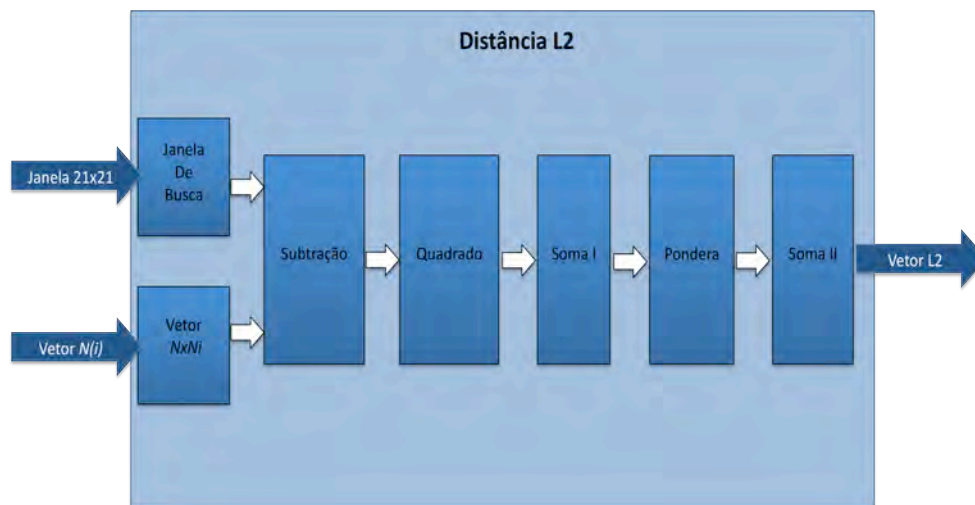 Distância L2
Janela 21x21
Janela
De
Busca
Subtração
Quadrado
Soma I
Pondera
Soma II
Vetor L2
Vetor N(i)
Vetor
NxNi